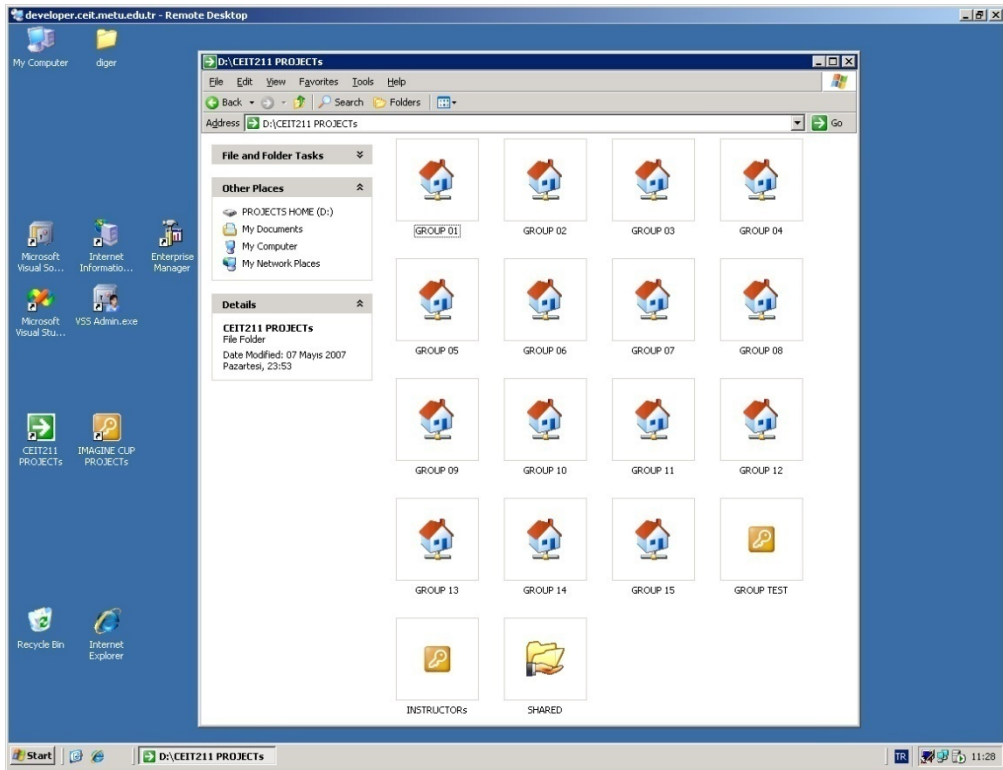 developer.ceit.metu.edu.tr - Remote Desktop
My Computer
diger
D:\CEIT211 PROJECTs
File Edit View Favorites Tools Help
Back Search Folders
Address D:\CEIT211 PROJECTs Go
File and Folder Tasks
Other Places
PROJECTS HOME (D:)
My Documents
My Computer
My Network Places
Details
CEIT211 PROJECTs
File Folder
Date Modified: 07 Mayıs 2007
Pazartesi, 23:53
GROUP 01 GROUP 02 GROUP 03 GROUP 04
GROUP 05 GROUP 06 GROUP 07 GROUP 08
GROUP 09 GROUP 10 GROUP 11 GROUP 12
GROUP 13 GROUP 14 GROUP 15 GROUP TEST
INSTRUCTORs SHARED
Microsoft
Visual So...
Internet
Informatio...
Enterprise
Manager
Microsoft
Visual Stu...
VSS Admin.exe
CEIT211
PROJECTs
IMAGINE CUP
PROJECTs
Recycle Bin
Internet
Explorer
Start D:\CEIT211 PROJECTs TR 11:28